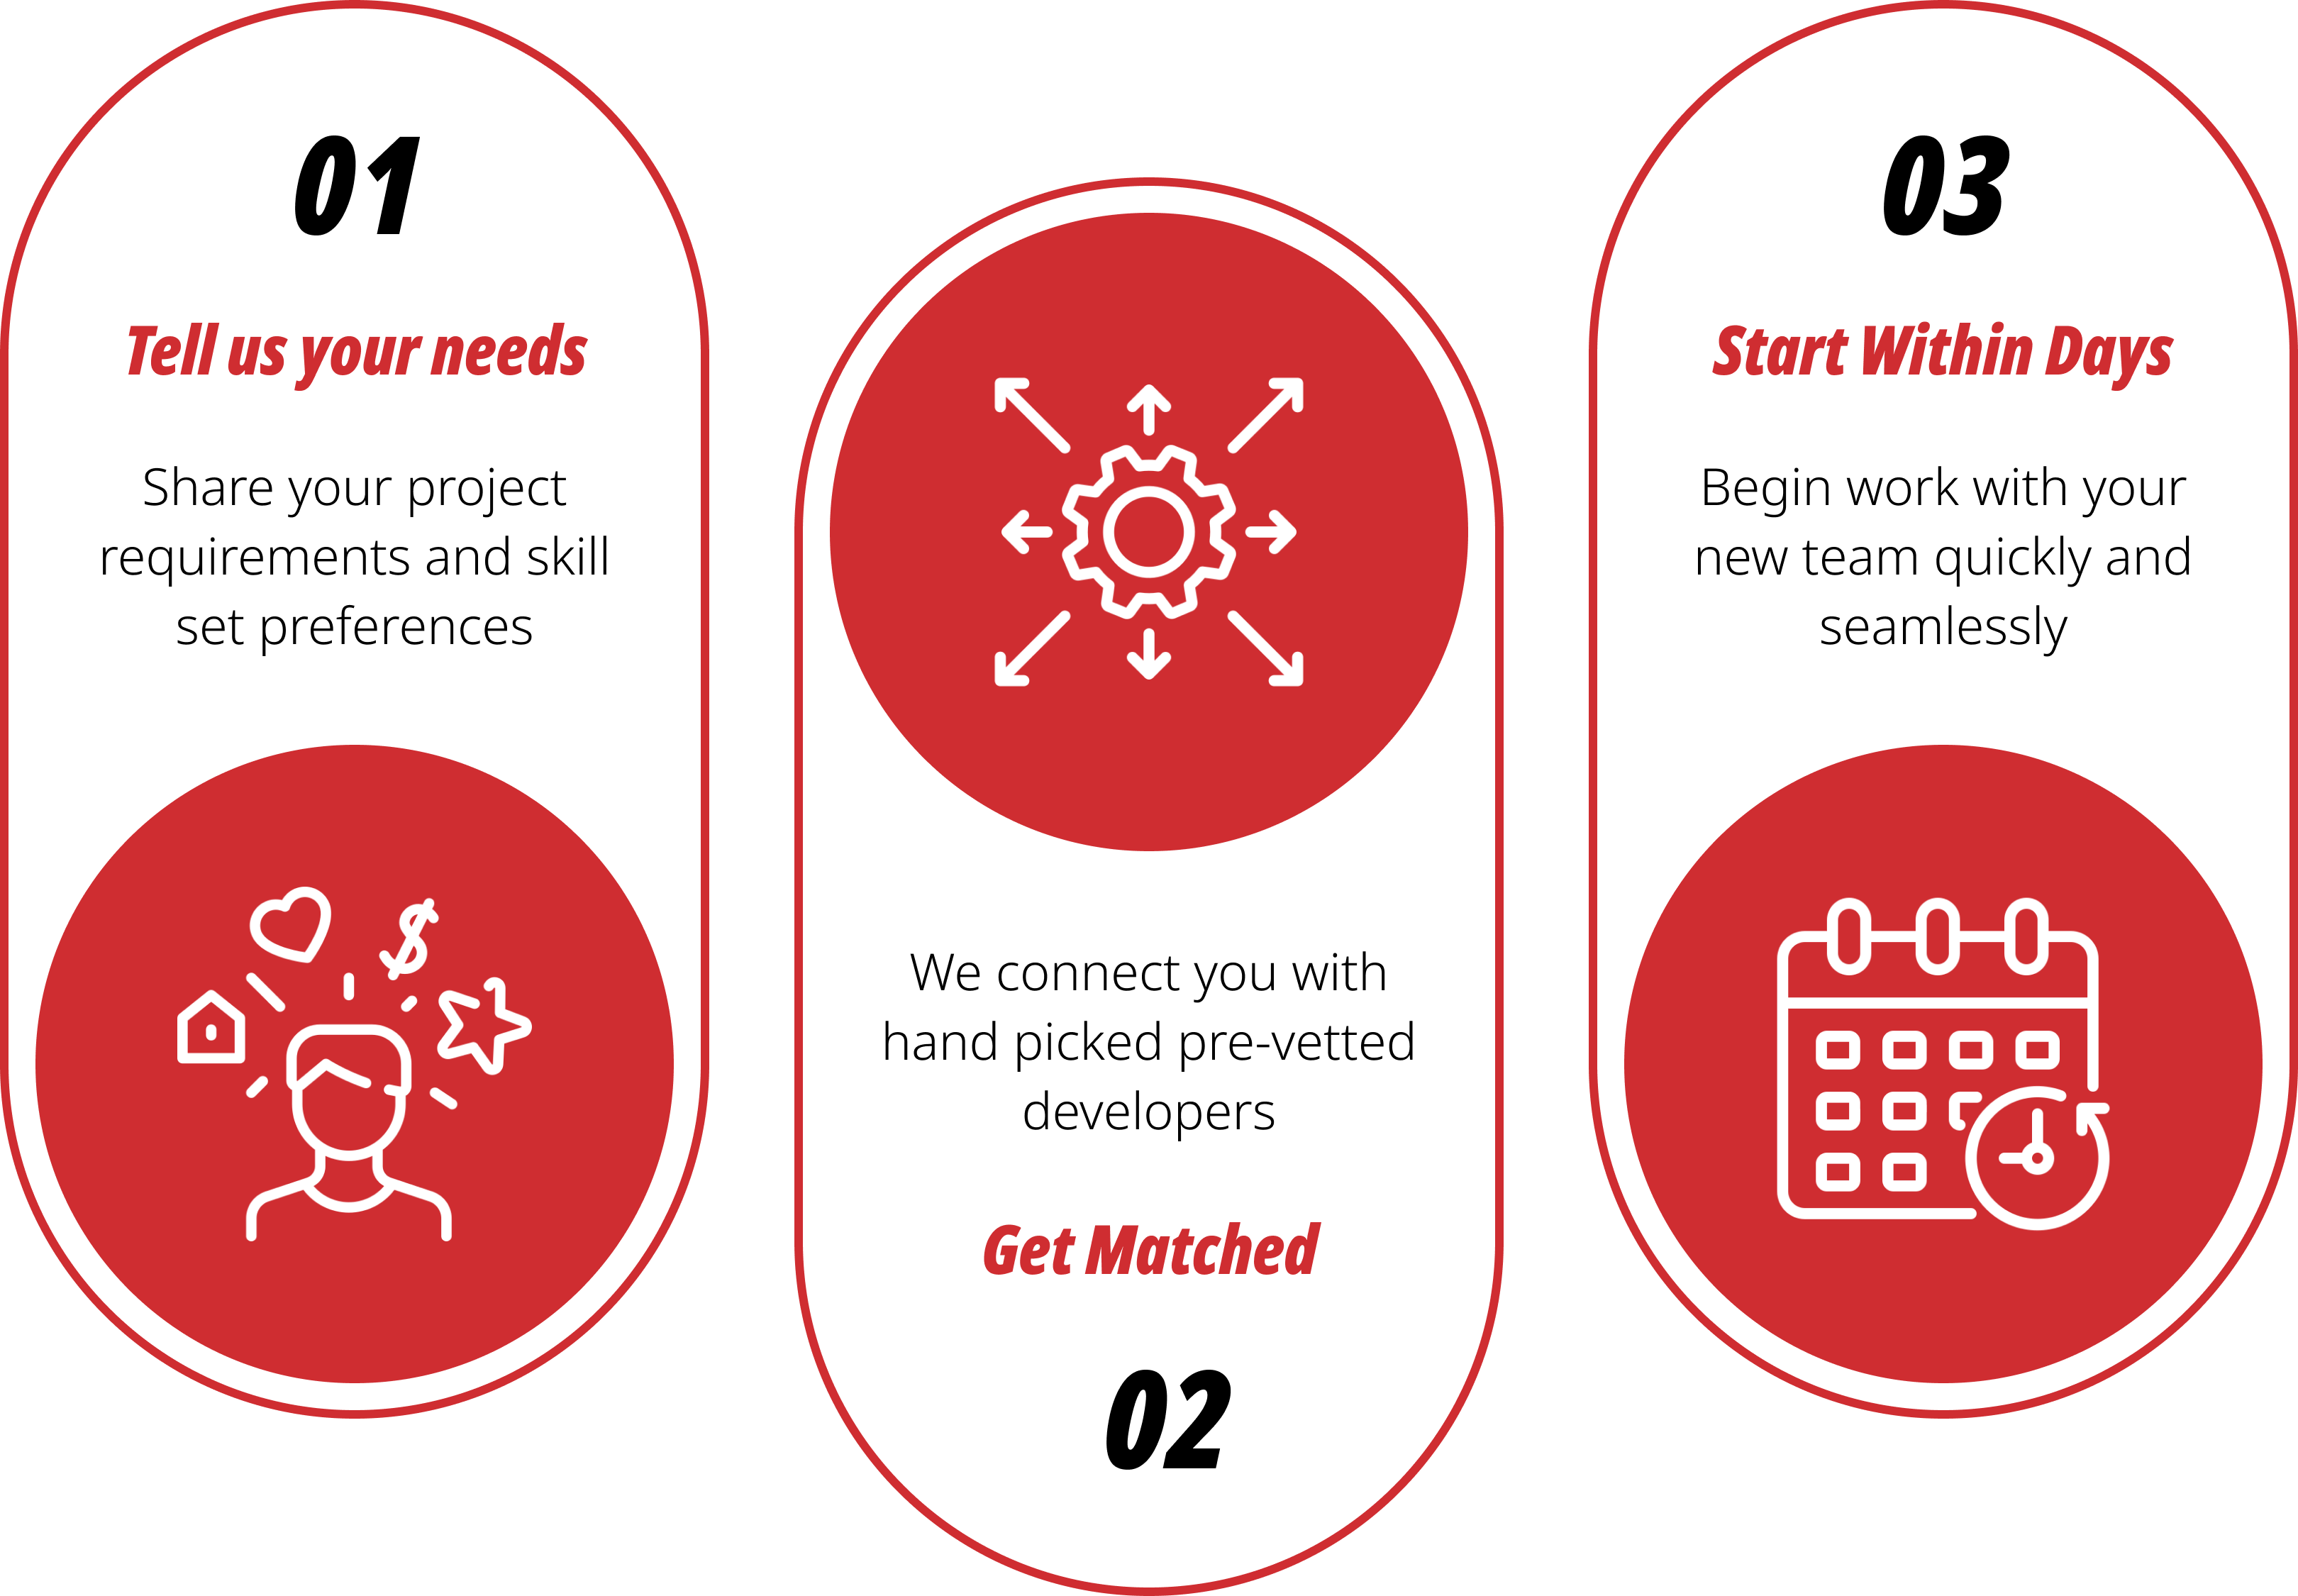 01
Tell us your needs
Share your project
requirements and skill
set preferences
We connect you with
hand picked pre-vetted
developers
Get Matched
02
03
Start Within Days
Begin work with your
new team quickly and
seamlessly